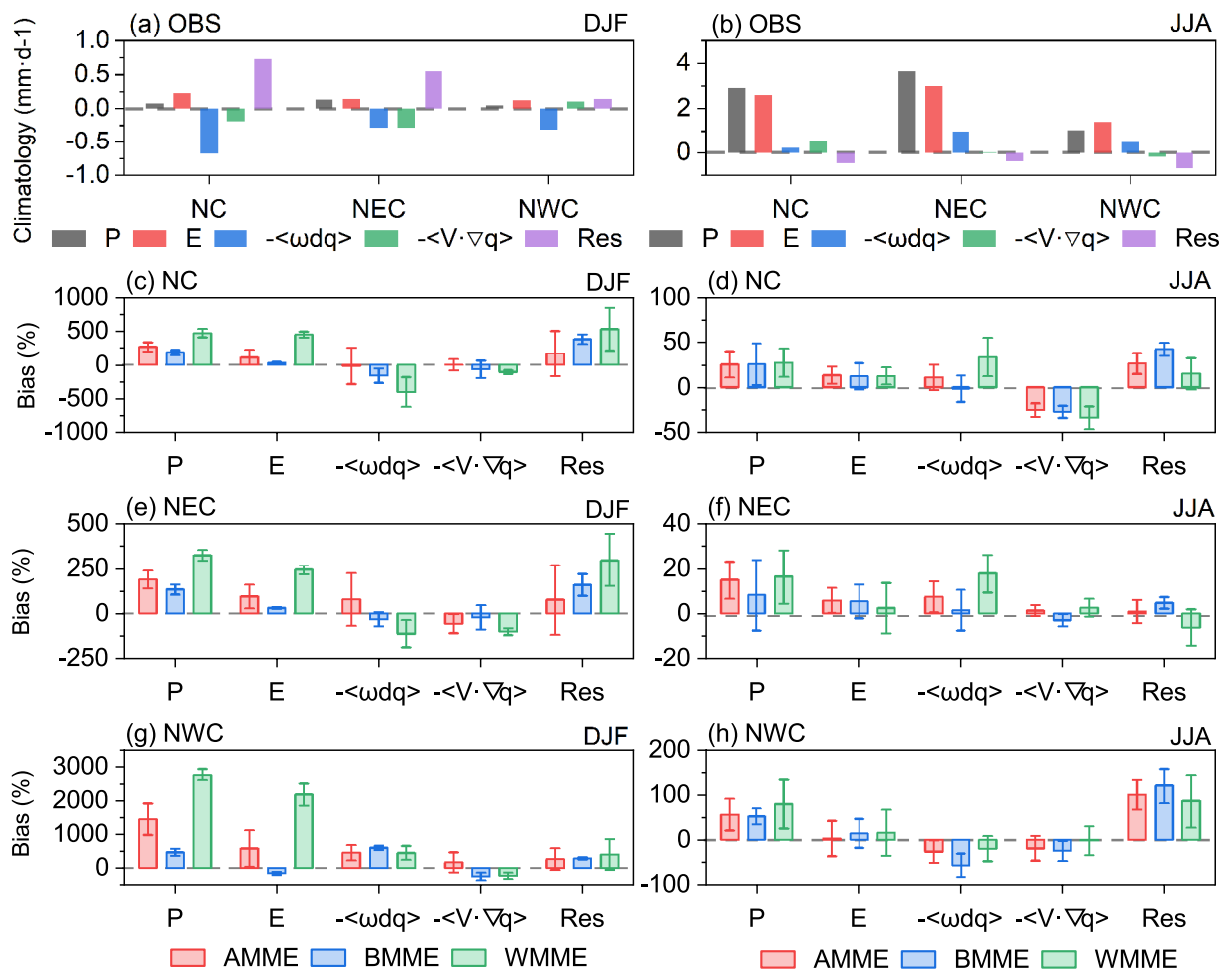 (a) OBS DJF
1.0
0.5
0.0
-0.5
-1.0
Climatology (mm·d-1)
NC NEC NWC
P E -<ωdq> -<V·▽q> Res
(b) OBS JJA
4
2
0
NC NEC NWC
P E -<ωdq> -<V·▽q> Res
(c) NC DJF
1000
500
0
-500
-1000
Bias (%)
P E -<ωdq> -<V·▽q> Res
(d) NC JJA
100
50
0
-50
P E -<ωdq> -<V·▽q> Res
(e) NEC DJF
500
250
0
-250
Bias (%)
P E -<ωdq> -<V·▽q> Res
(f) NEC JJA
40
20
0
-20
P E -<ωdq> -<V·▽q> Res
(g) NWC DJF
3000
2000
1000
0
Bias (%)
P E -<ωdq> -<V·▽q> Res
(h) NWC JJA
200
100
0
-100
P E -<ωdq> -<V·▽q> Res
AMME BMME WMME
AMME BMME WMME